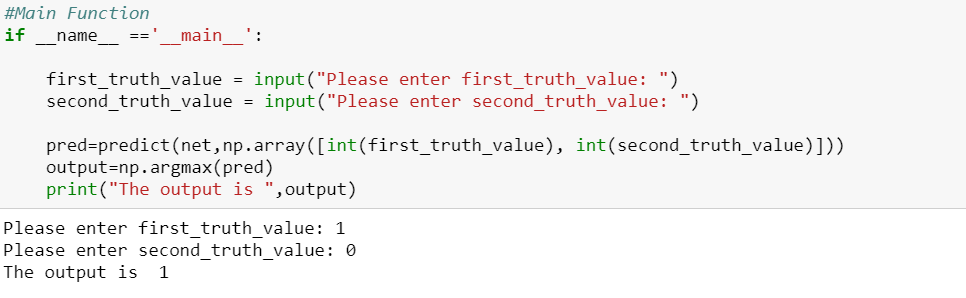 #Main Function
if __name__ =='__main__':
    first_truth_value = input("Please enter first_truth_value: ")
    second_truth_value = input("Please enter second_truth_value: ")
    pred=predict(net,np.array([int(first_truth_value), int(second_truth_value)]))
    output=np.argmax(pred)
    print("The output is ",output)
Please enter first_truth_value: 1
Please enter second_truth_value: 0
The output is  1